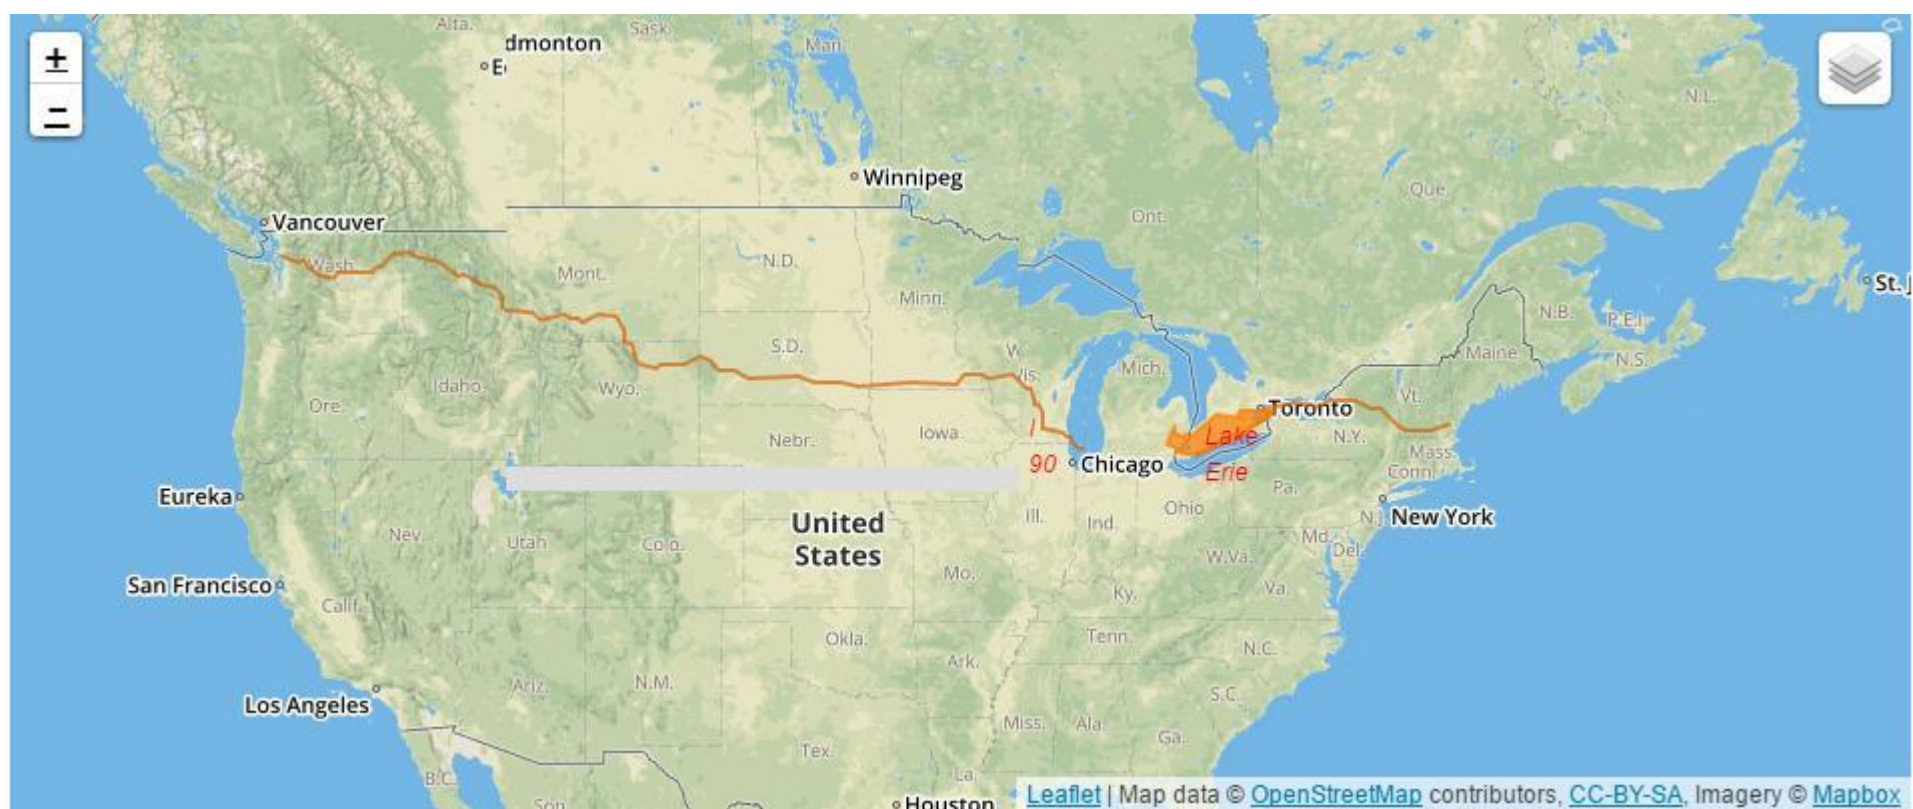 Alta.
Sask.
Man.
dmonton
E
+
−
N.L.
Winnipeg
Que
Ont.
Vancouver
Wash.
Mont.
N.D.
Minn.
St. J
N.B.
P.E.I.
Maine
N.S.
S.D.
W
is.
Mich.
Idaho
Wyo.
Ore.
Vt.
Toronto
Nebr.
Iowa
I
90
Lake
Erie
N.Y.
Mass
Conn.
Chicago
Pa.
Eureka
Ohio
Ill.
Ind.
N.J
New York
United
States
Nev.
Utah
Colo.
Md.
Del.
W.Va.
San Francisco
Mo.
Ky.
Va.
Calif.
Okla.
Tenn.
N.C.
Ark.
Ariz.
N.M.
S.C.
Los Angeles
Miss.
Ala.
Ga.
Tex.
B.C.
La.
Son.
Houston
Leaflet | Map data © OpenStreetMap contributors, CC-BY-SA, Imagery © Mapbox